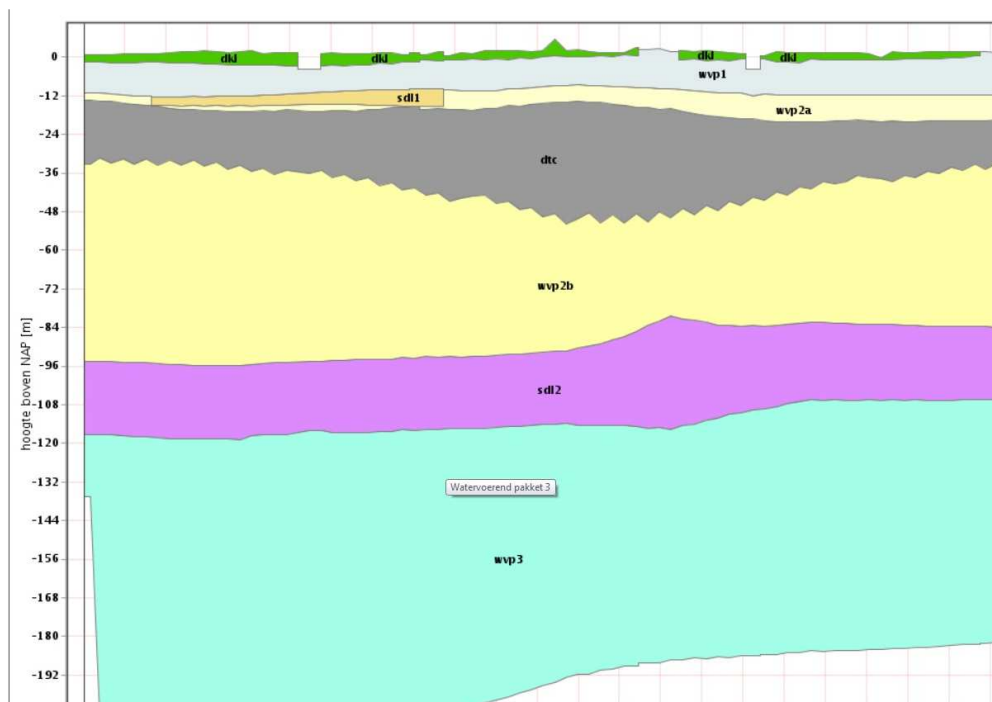 0
-12
-24
-36
-48
-60
-72
-84
-96
-108
-120
-132
-144
-156
-168
-180
-192
hoogte boven NAP [m]
dkl
dkl
dkl
dkl
wvp1
sdl1
wvp2a
dtc
wvp2b
sdl2
Watervoerend pakket 3
wvp3